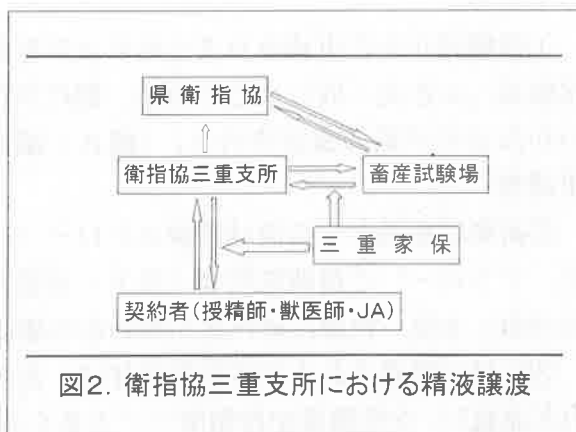 県衛指協
衛指協三重支所
畜産試験場
三重家保
契約者(授精師・獣医師・JA)
図2. 衛指協三重支所における精液譲渡